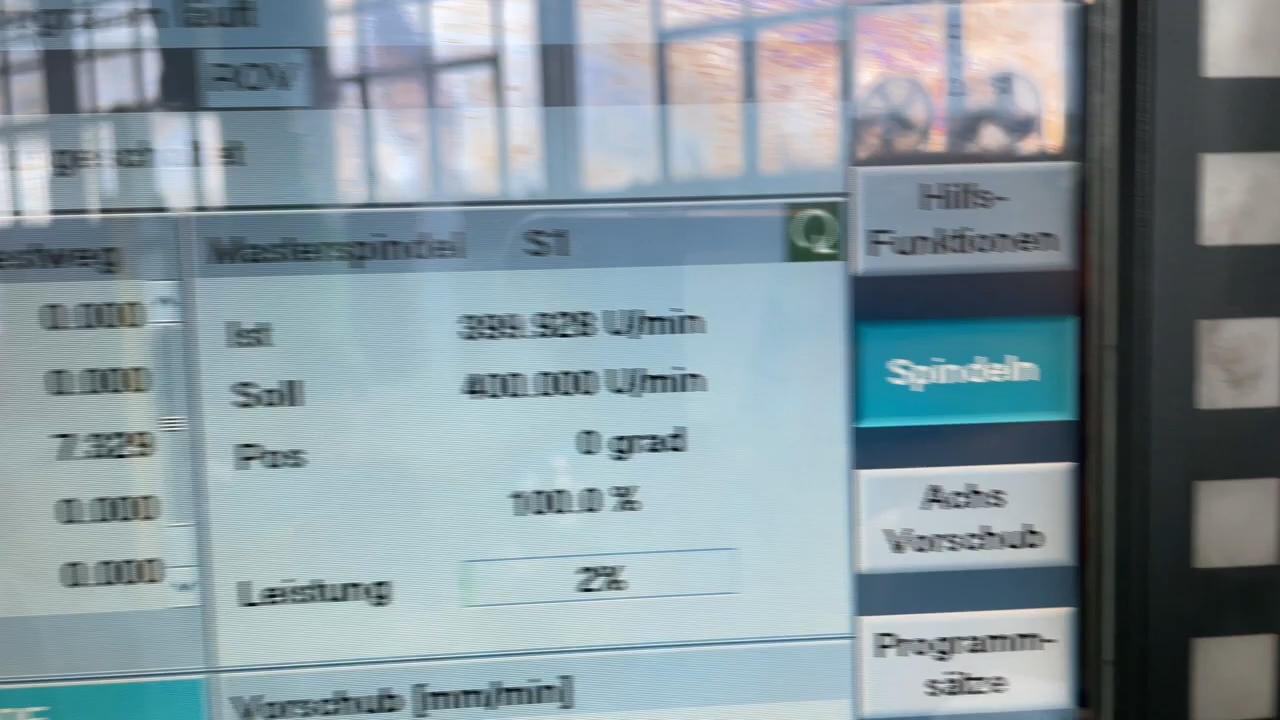 läuft
ROV
Restweg
Masterspindel S1
Hilfs-
Funktionen
0.000
Ist 399.928 U/min
0.000
Soll 400.000 U/min
Spindeln
7.329
Pos 0 grad
0.000
100.0 %
Achs
Vorschub
0.000
Leistung 2%
Programm-
sätze
Vorschub [mm/min]